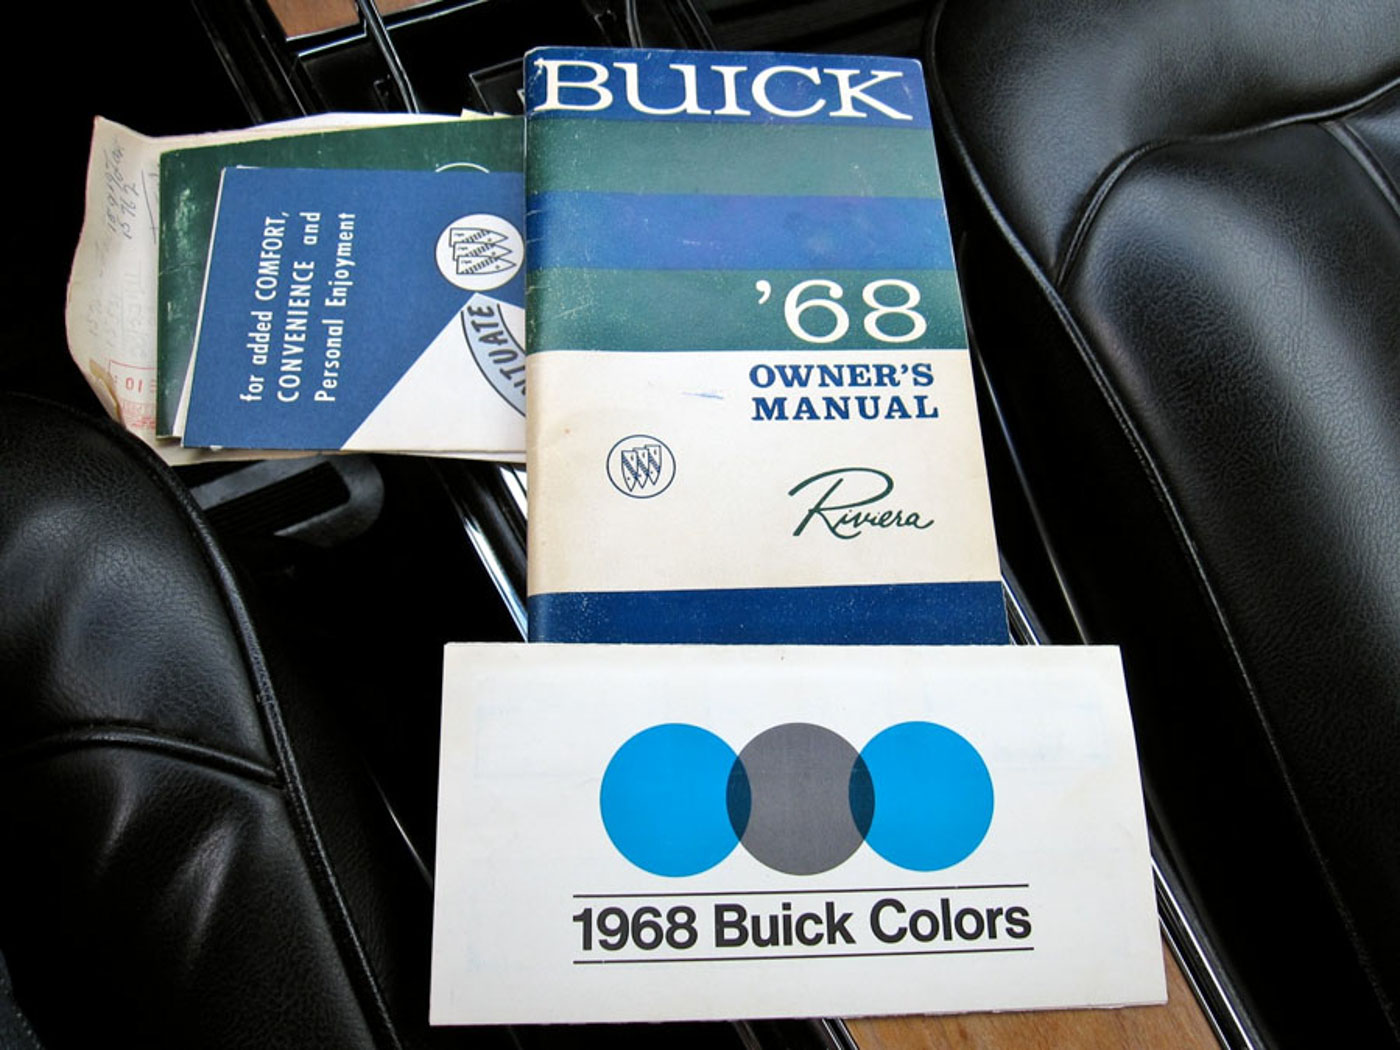 BUICK
'68
OWNER'S
MANUAL
Riviera
for added COMFORT,
CONVENIENCE and
Personal Enjoyment
1968 Buick Colors